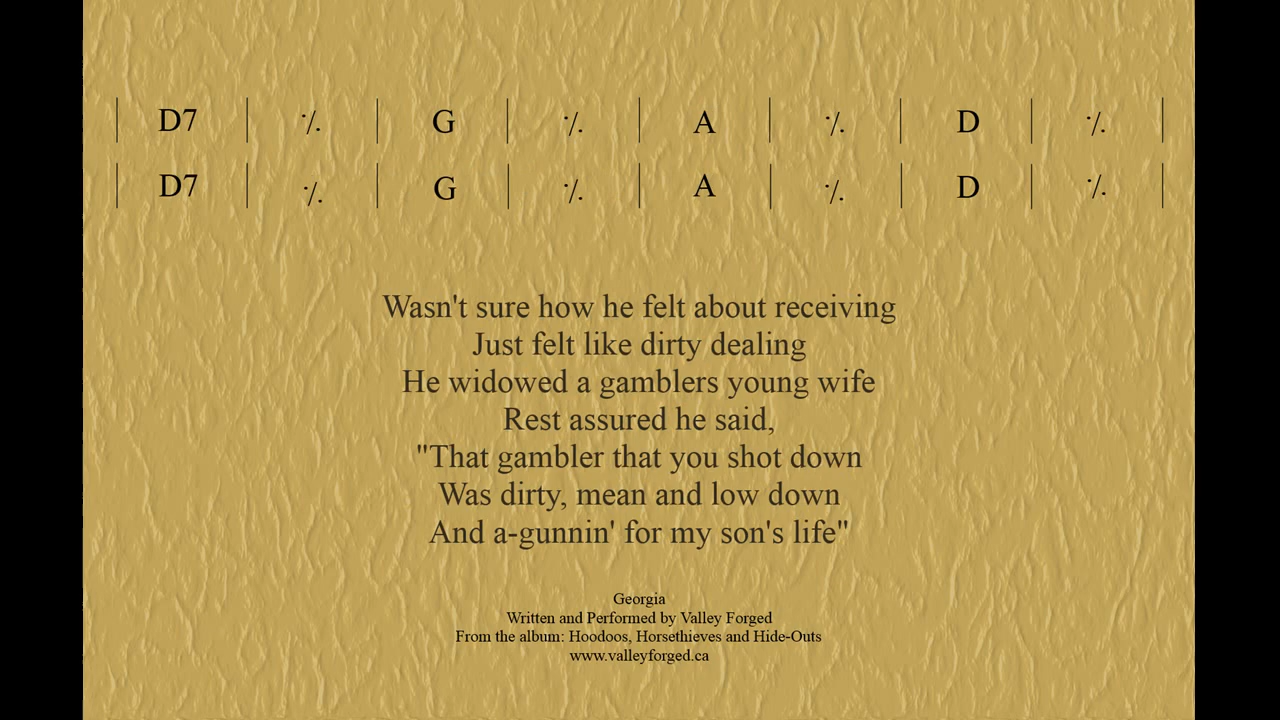 | D7 | ·/. | G | ·/. | A | ·/. | D | ·/. |
| D7 | ·/. | G | ·/. | A | ·/. | D | ·/. |
Wasn't sure how he felt about receiving
Just felt like dirty dealing
He widowed a gamblers young wife
Rest assured he said,
"That gambler that you shot down
Was dirty, mean and low down
And a-gunnin' for my son's life"
Georgia
Written and Performed by Valley Forged
From the album: Hoodoos, Horsethieves and Hide-Outs
www.valleyforged.ca